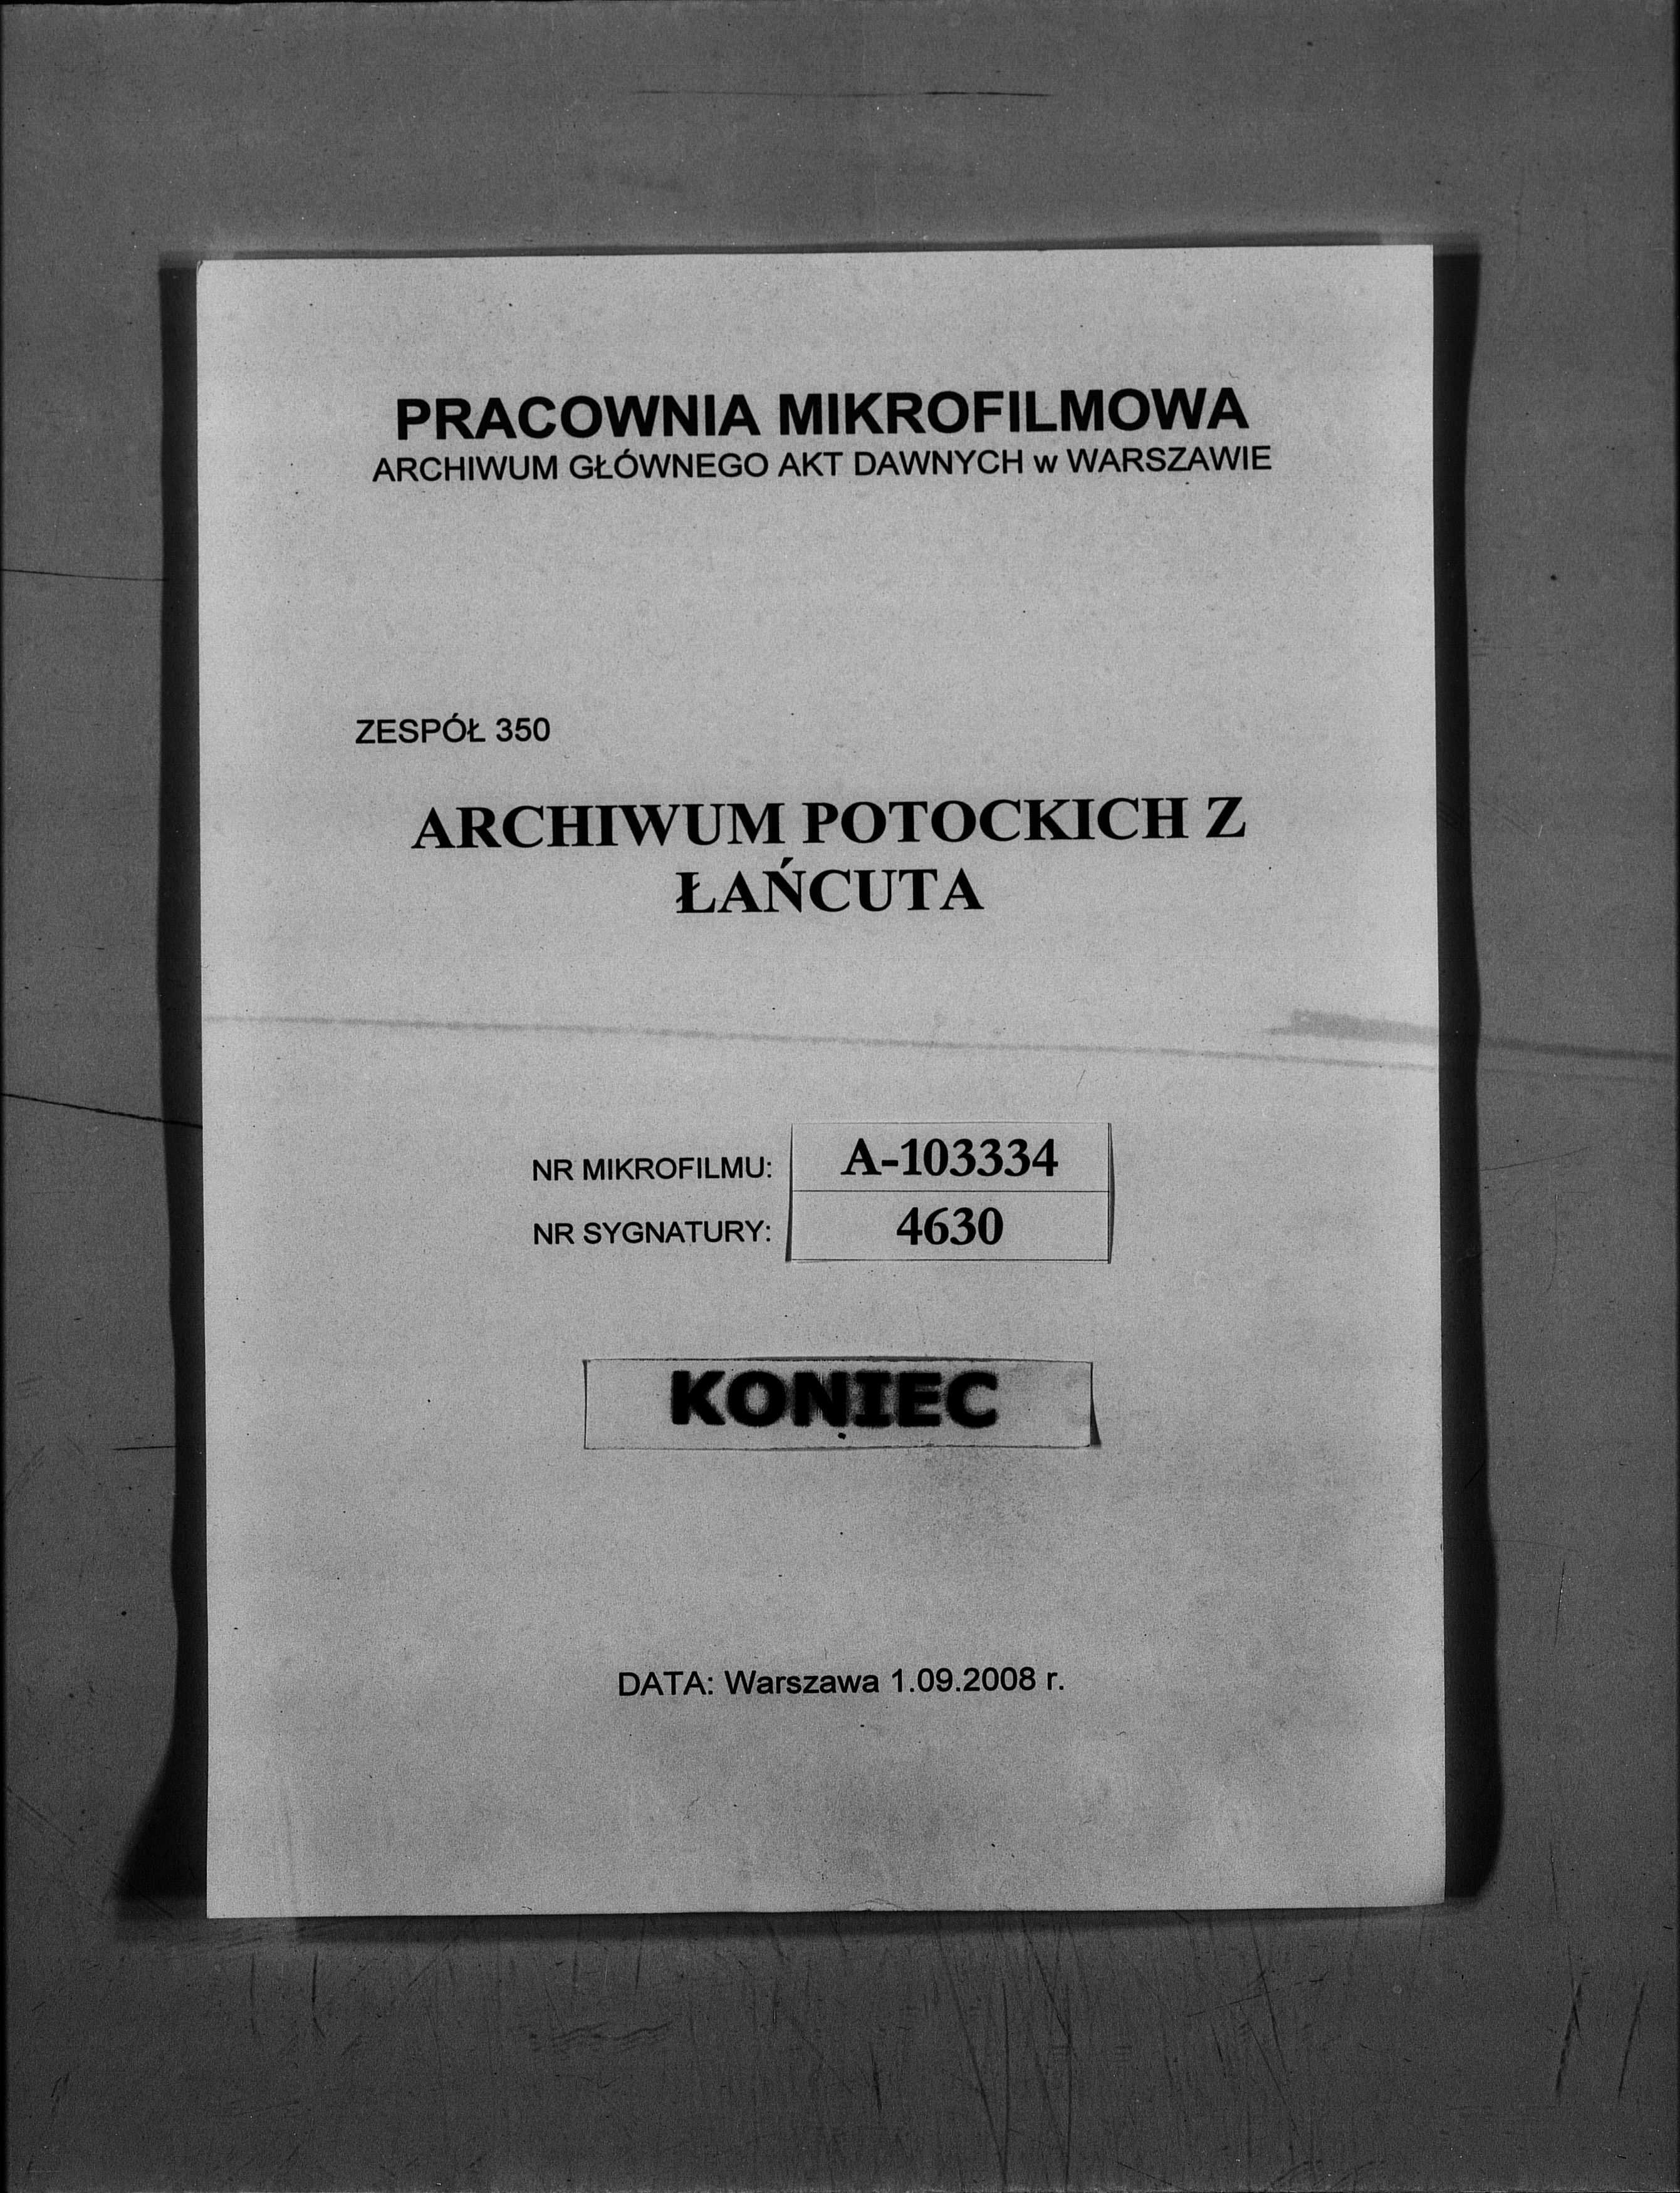 PRACOWNIA MIKROFILMOWA
ARCHIWUM GŁÓWNEGO AKT DAWNYCH w WARSZAWIE
ZESPÓŁ 350
ARCHIWUM POTOCKICH Z
ŁAŃCUTA
NR MIKROFILMU: A-103334
NR SYGNATURY: 4630
KONIEC
DATA: Warszawa 1.09.2008 r.